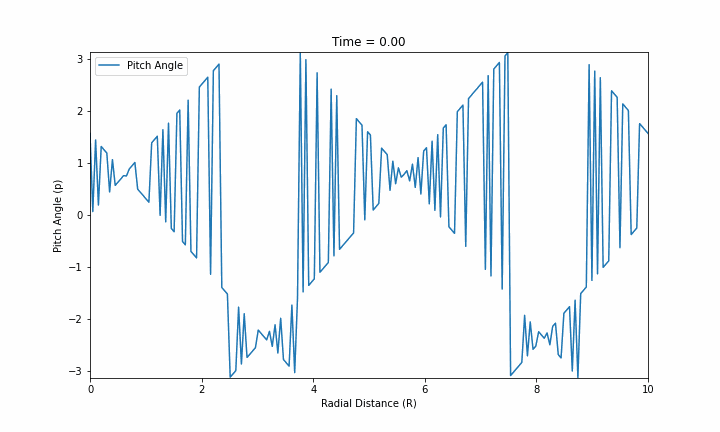 Time = 0.00
Pitch Angle
Pitch Angle (p)
3
2
1
0
−1
−2
−3
0 2 4 6 8 10
Radial Distance (R)